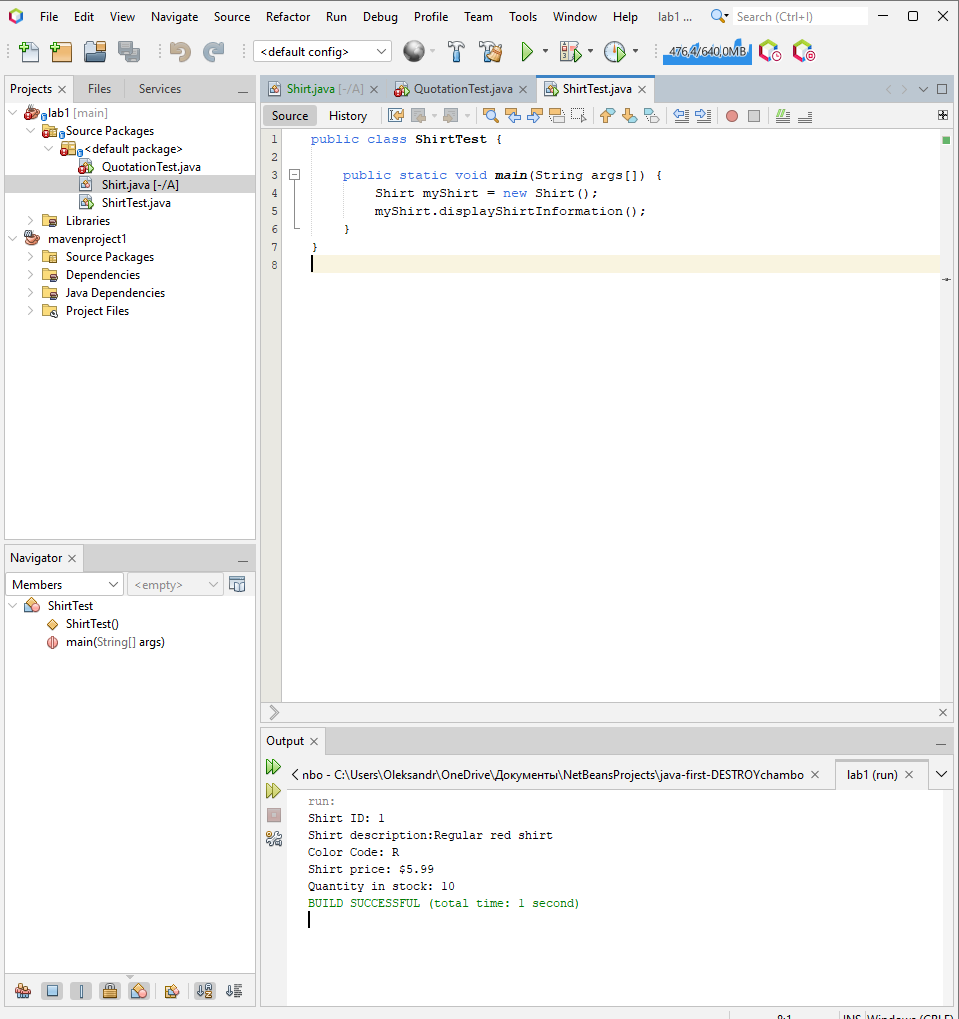 File Edit View Navigate Source Refactor Run Debug Profile Team Tools Window Help lab1 ... Search (Ctrl+I)
<default config> 476,4/640,0MB
Projects Files Services
lab1 [main]
Source Packages
<default package>
QuotationTest.java
Shirt.java [-/A]
ShirtTest.java
Libraries
mavenproject1
Source Packages
Dependencies
Java Dependencies
Project Files
Navigator
Members <empty>
ShirtTest
ShirtTest()
main(String[] args)
Shirt.java [-/A] QuotationTest.java ShirtTest.java
Source History
1 public class ShirtTest {
2
3 public static void main(String args[]) {
4 Shirt myShirt = new Shirt();
5 myShirt.displayShirtInformation();
6 }
7 }
8
Output
nbo - C:\Users\Oleksandr\OneDrive\Документы\NetBeansProjects\java-first-DESTROYchambo lab1 (run)
run:
Shirt ID: 1
Shirt description:Regular red shirt
Color Code: R
Shirt price: $5.99
Quantity in stock: 10
BUILD SUCCESSFUL (total time: 1 second)
8:1 INS Windows (CRLF)